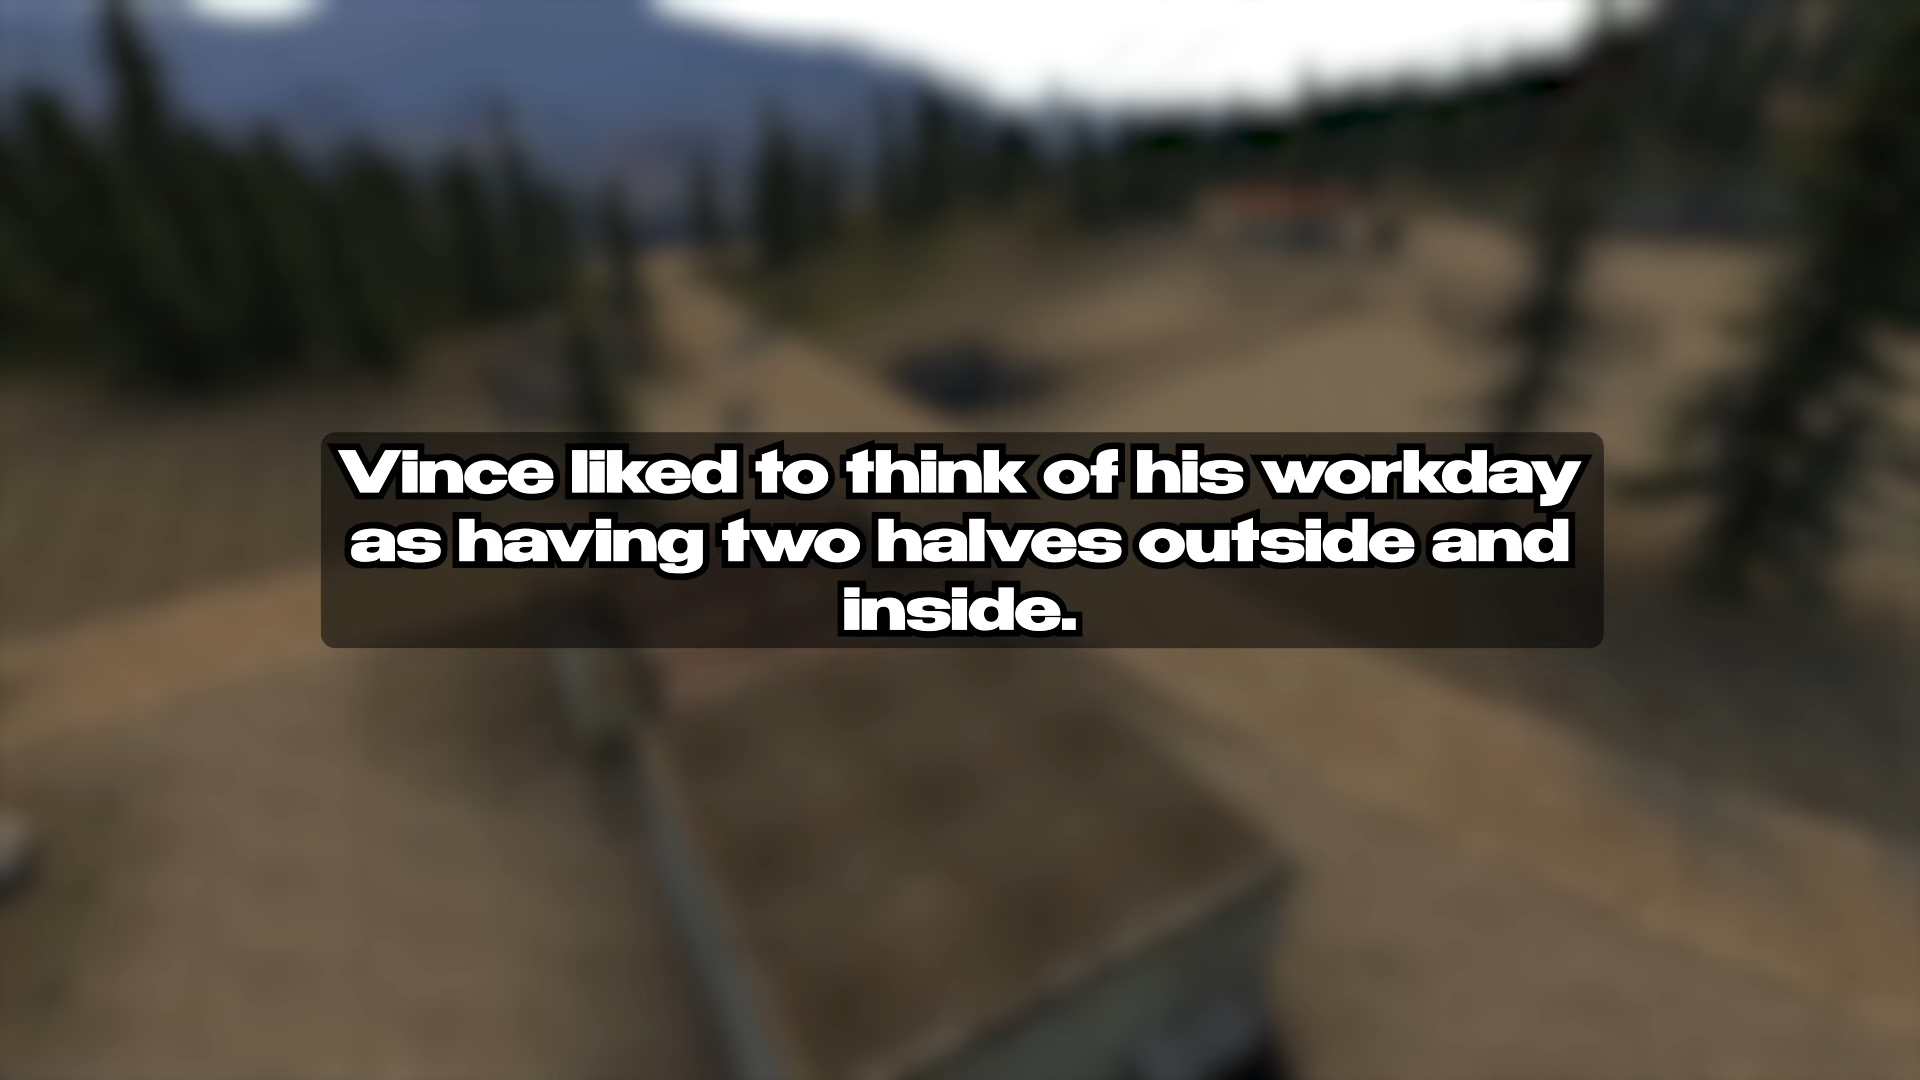 Vince liked to think of his workday
as having two halves outside and
inside.